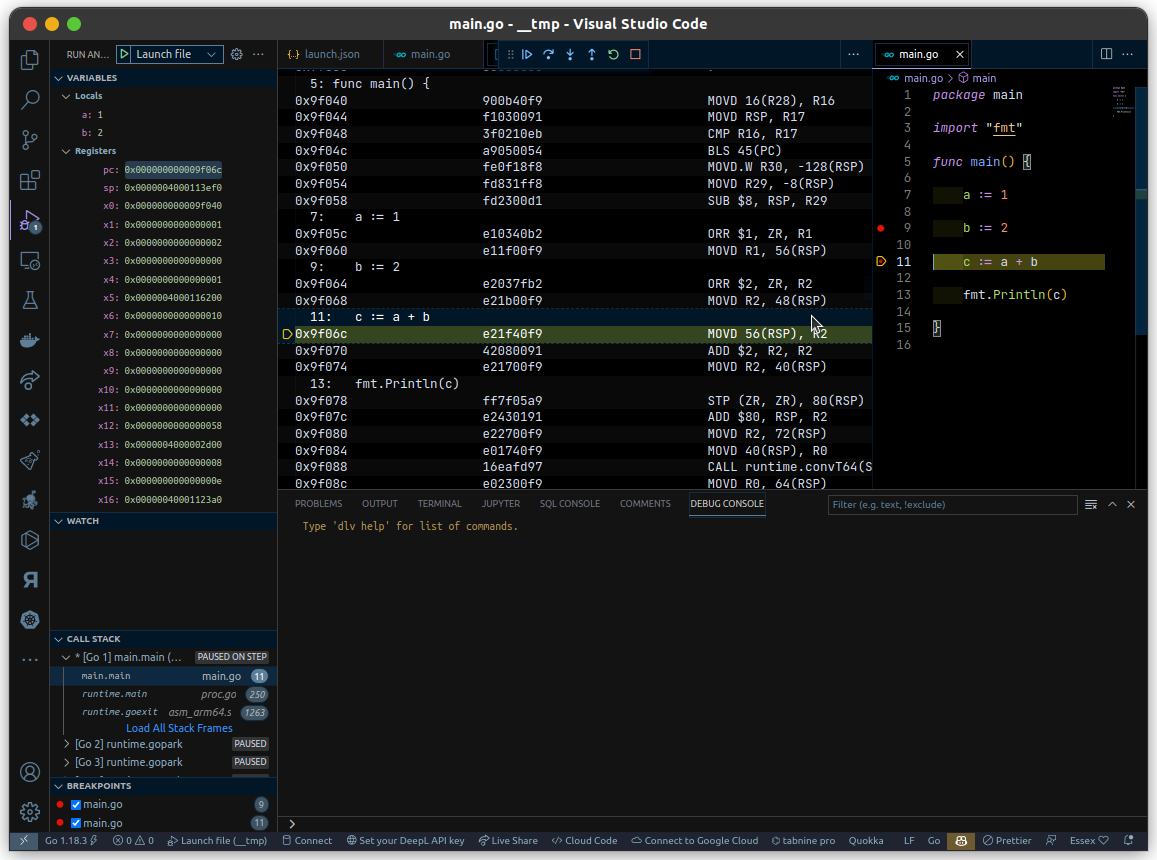 main.go - __tmp - Visual Studio Code
RUN AN... Launch file
VARIABLES
Locals
a: 1
b: 2
Registers
pc: 0x000000000009f06c
sp: 0x0000004000113ef0
x0: 0x000000000009f040
x1: 0x0000000000000001
x2: 0x0000000000000002
x3: 0x0000000000000000
x4: 0x0000000000000001
x5: 0x0000004000116200
x6: 0x0000000000000010
x7: 0x0000000000000000
x8: 0x0000000000000000
x9: 0x0000000000000000
x10: 0x0000000000000000
x11: 0x0000000000000000
x12: 0x0000000000000058
x13: 0x0000004000002d00
x14: 0x0000000000000008
x15: 0x000000000000000e
x16: 0x00000040001123a0
WATCH
CALL STACK
* [Go 1] main.main (... PAUSED ON STEP
main.main main.go 11
runtime.main proc.go 250
runtime.goexit asm_arm64.s 1263
Load All Stack Frames
[Go 2] runtime.gopark PAUSED
[Go 3] runtime.gopark PAUSED
BREAKPOINTS
main.go 9
main.go 11
launch.json main.go
5: func main() {
0x9f040 900b40f9 MOVD 16(R28), R16
0x9f044 f1030091 MOVD RSP, R17
0x9f048 3f0210eb CMP R16, R17
0x9f04c a9050054 BLS 45(PC)
0x9f050 fe0f18f8 MOVD.W R30, -128(RSP)
0x9f054 fd831ff8 MOVD R29, -8(RSP)
0x9f058 fd2300d1 SUB $8, RSP, R29
7: a := 1
0x9f05c e10340b2 ORR $1, ZR, R1
0x9f060 e11f00f9 MOVD R1, 56(RSP)
9: b := 2
0x9f064 e2037fb2 ORR $2, ZR, R2
0x9f068 e21b00f9 MOVD R2, 48(RSP)
11: c := a + b
0x9f06c e21f40f9 MOVD 56(RSP), R2
0x9f070 42080091 ADD $2, R2, R2
0x9f074 e21700f9 MOVD R2, 40(RSP)
13: fmt.Println(c)
0x9f078 ff7f05a9 STP (ZR, ZR), 80(RSP)
0x9f07c e2430191 ADD $80, RSP, R2
0x9f080 e22700f9 MOVD R2, 72(RSP)
0x9f084 e01740f9 MOVD 40(RSP), R0
0x9f088 16eafd97 CALL runtime.convT64(S
0x9f08c e02300f9 MOVD R0, 64(RSP)
main.go
main.go > main
1 package main
2
3 import "fmt"
4
5 func main() {
6
7 a := 1
8
9 b := 2
10
11 c := a + b
12
13 fmt.Println(c)
14
15 }
16
PROBLEMS OUTPUT TERMINAL JUPYTER SQL CONSOLE COMMENTS DEBUG CONSOLE Filter (e.g. text, !exclude)
Type 'dlv help' for list of commands.
>
1
Я
Go 1.18.3 0 0 Launch file (__tmp) Connect Set your DeepL API key Live Share Cloud Code Connect to Google Cloud tabnine pro Quokka LF Go Prettier Essex